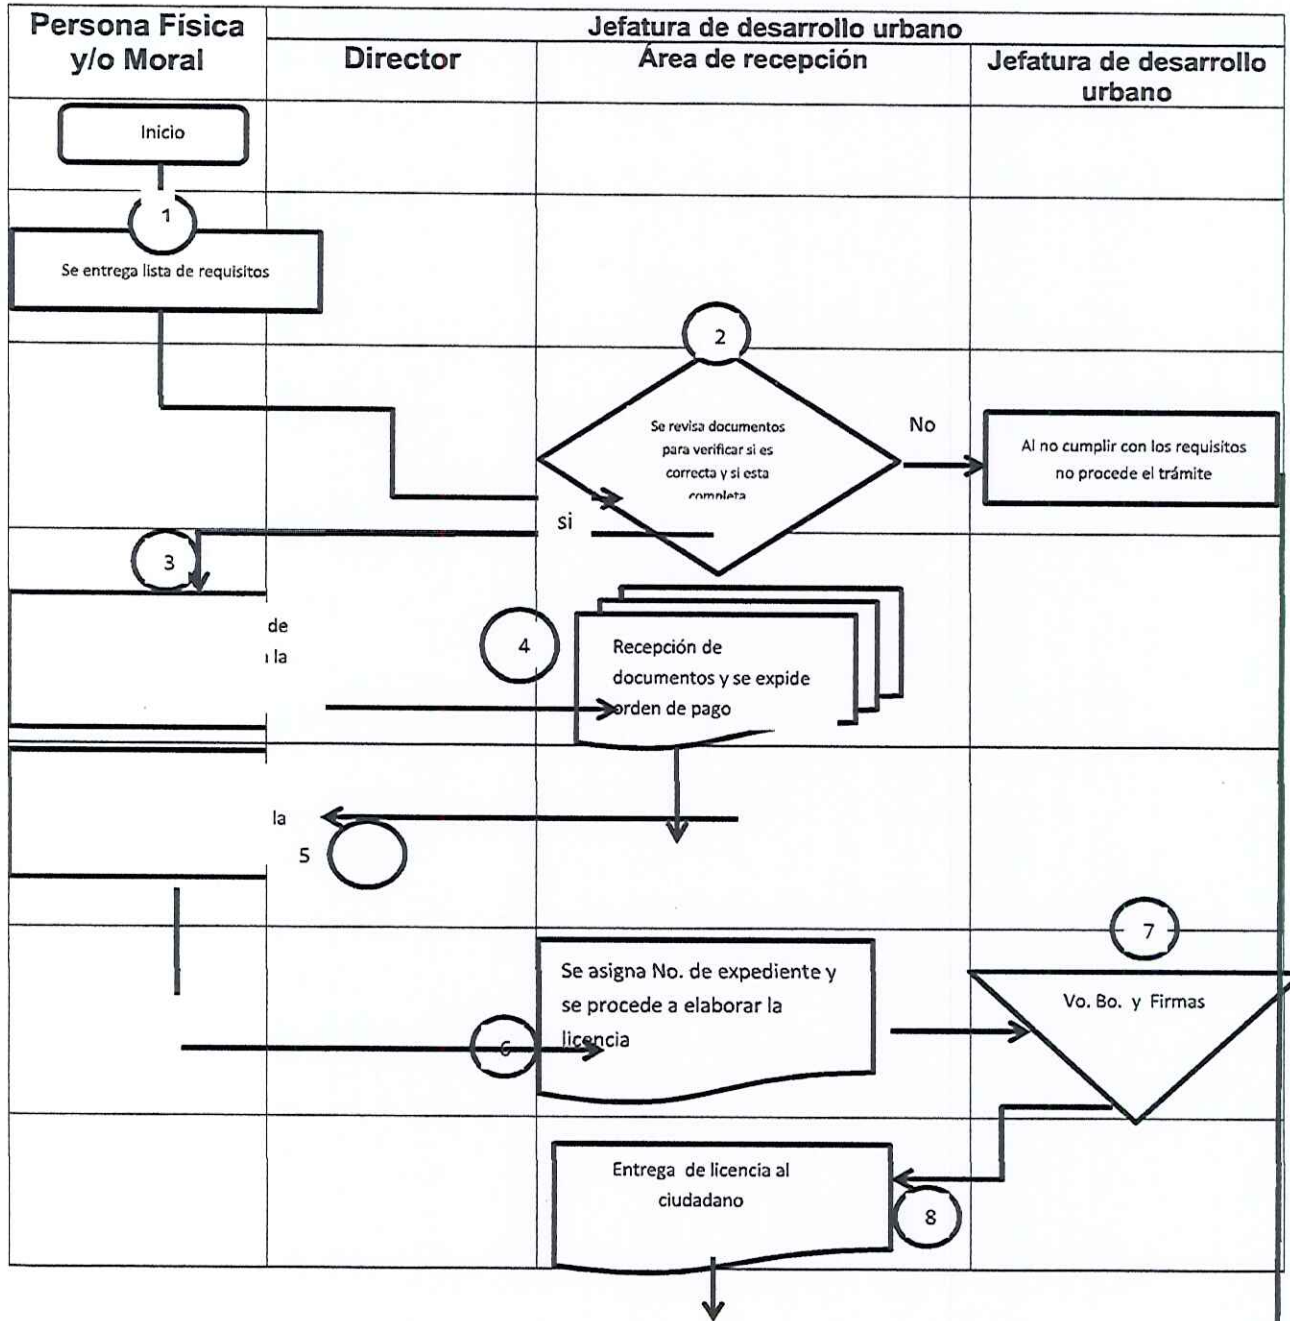 Persona Física
y/o Moral
Jefatura de desarrollo urbano
Director
Área de recepción
Jefatura de desarrollo
urbano
Inicio
1
Se entrega lista de requisitos
2
Se revisa documentos
para verificar si es
correcta y si esta
completa
No
Al no cumplir con los requisitos
no procede el trámite
si
3
de
la
4
Recepción de
documentos y se expide
orden de pago
la
5
Se asigna No. de expediente y
se procede a elaborar la
licencia
6
7
Vo. Bo. y Firmas
Entrega de licencia al
ciudadano
8